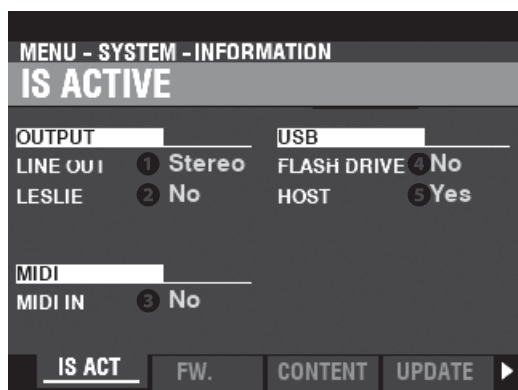 MENU - SYSTEM - INFORMATION
IS ACTIVE
OUTPUT
LINE OUT 1 Stereo
LESLIE 2 No
MIDI
MIDI IN 3 No
USB
FLASH DRIVE 4 No
HOST 5 Yes
IS ACT FW. CONTENT UPDATE